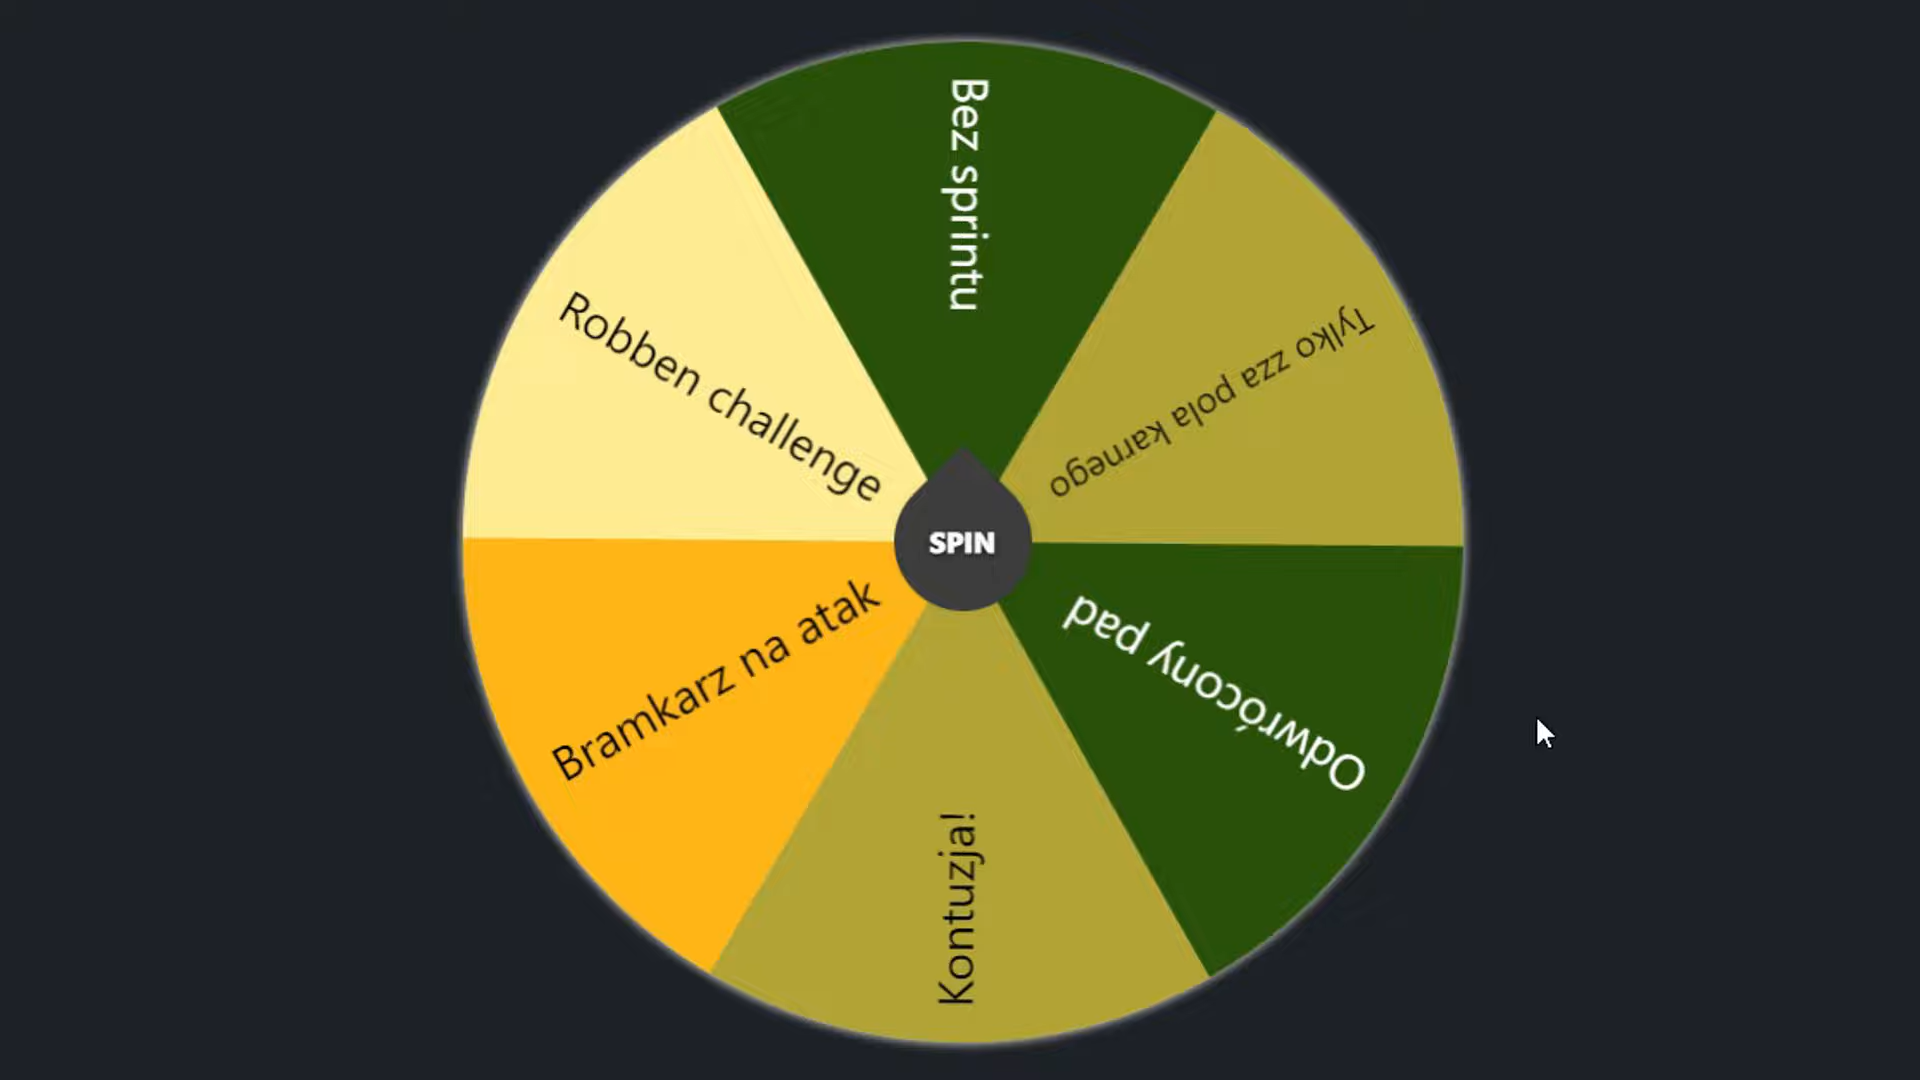 Bez sprintu
Tylko zza pola karnego
Odwrócony pad
Kontuzja!
Bramkarz na atak
Robben challenge
SPIN